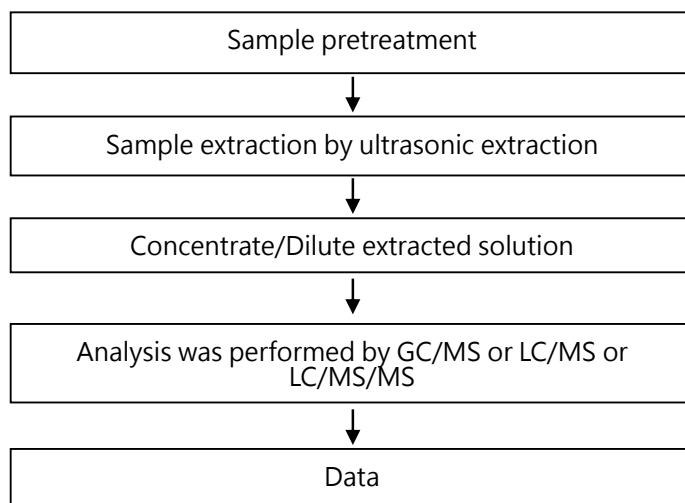 Sample pretreatment
Sample extraction by ultrasonic extraction
Concentrate/Dilute extracted solution
Analysis was performed by GC/MS or LC/MS or
LC/MS/MS
Data